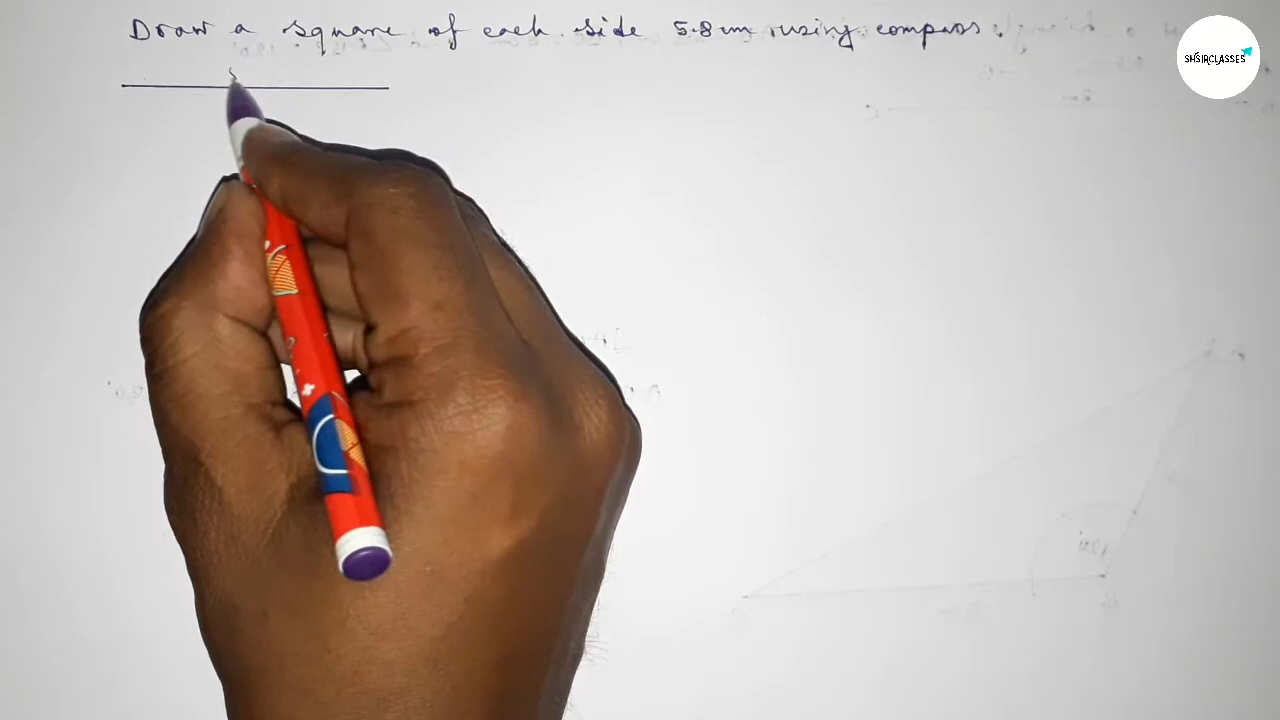 Draw a square of each side 5.8 cm using compass.
SHSIRCLASSES